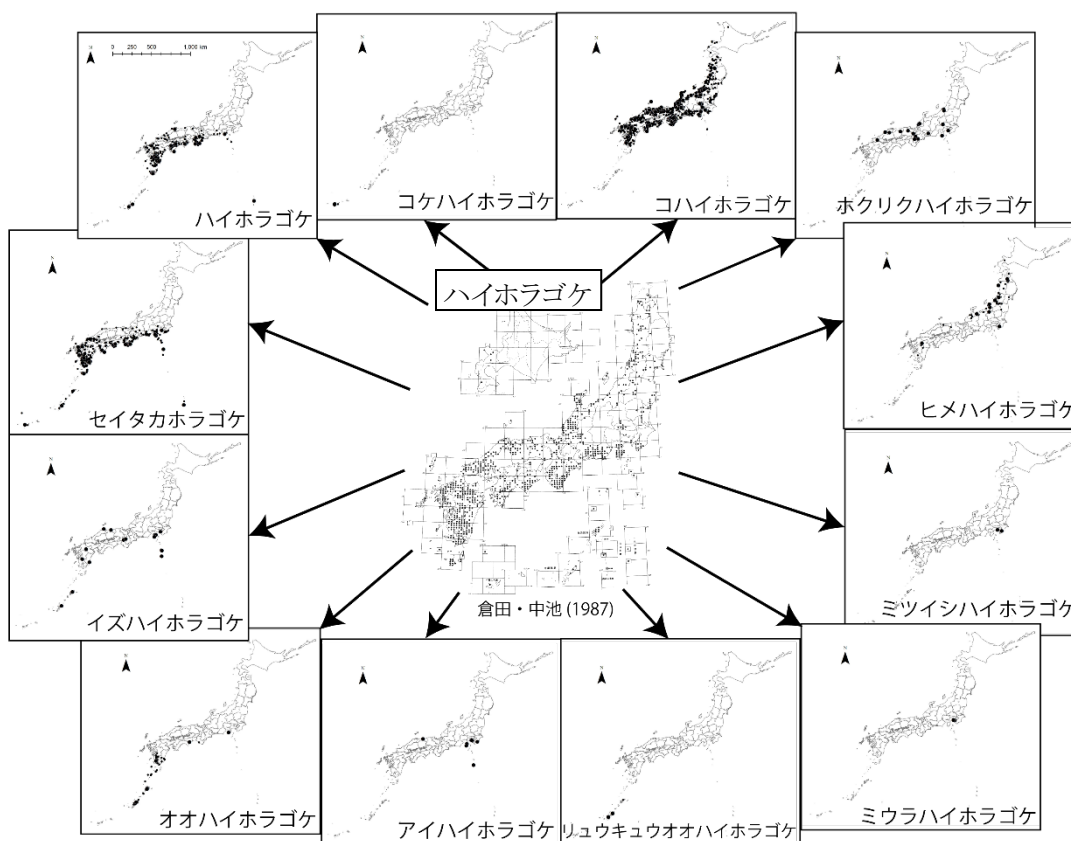 N
0 250 500 1,000 km
ハイホラゴケ
N
コケハイホラゴケ
N
コハイホラゴケ
N
ホクリクハイホラゴケ
ハイホラゴケ
N
セイタカホラゴケ
N
ヒメハイホラゴケ
N
イズハイホラゴケ
N
ミツイシハイホラゴケ
倉田・中池 (1987)
N
オオハイホラゴケ
N
アイハイホラゴケ
N
リュウキュウオオハイホラゴケ
N
ミウラハイホラゴケ